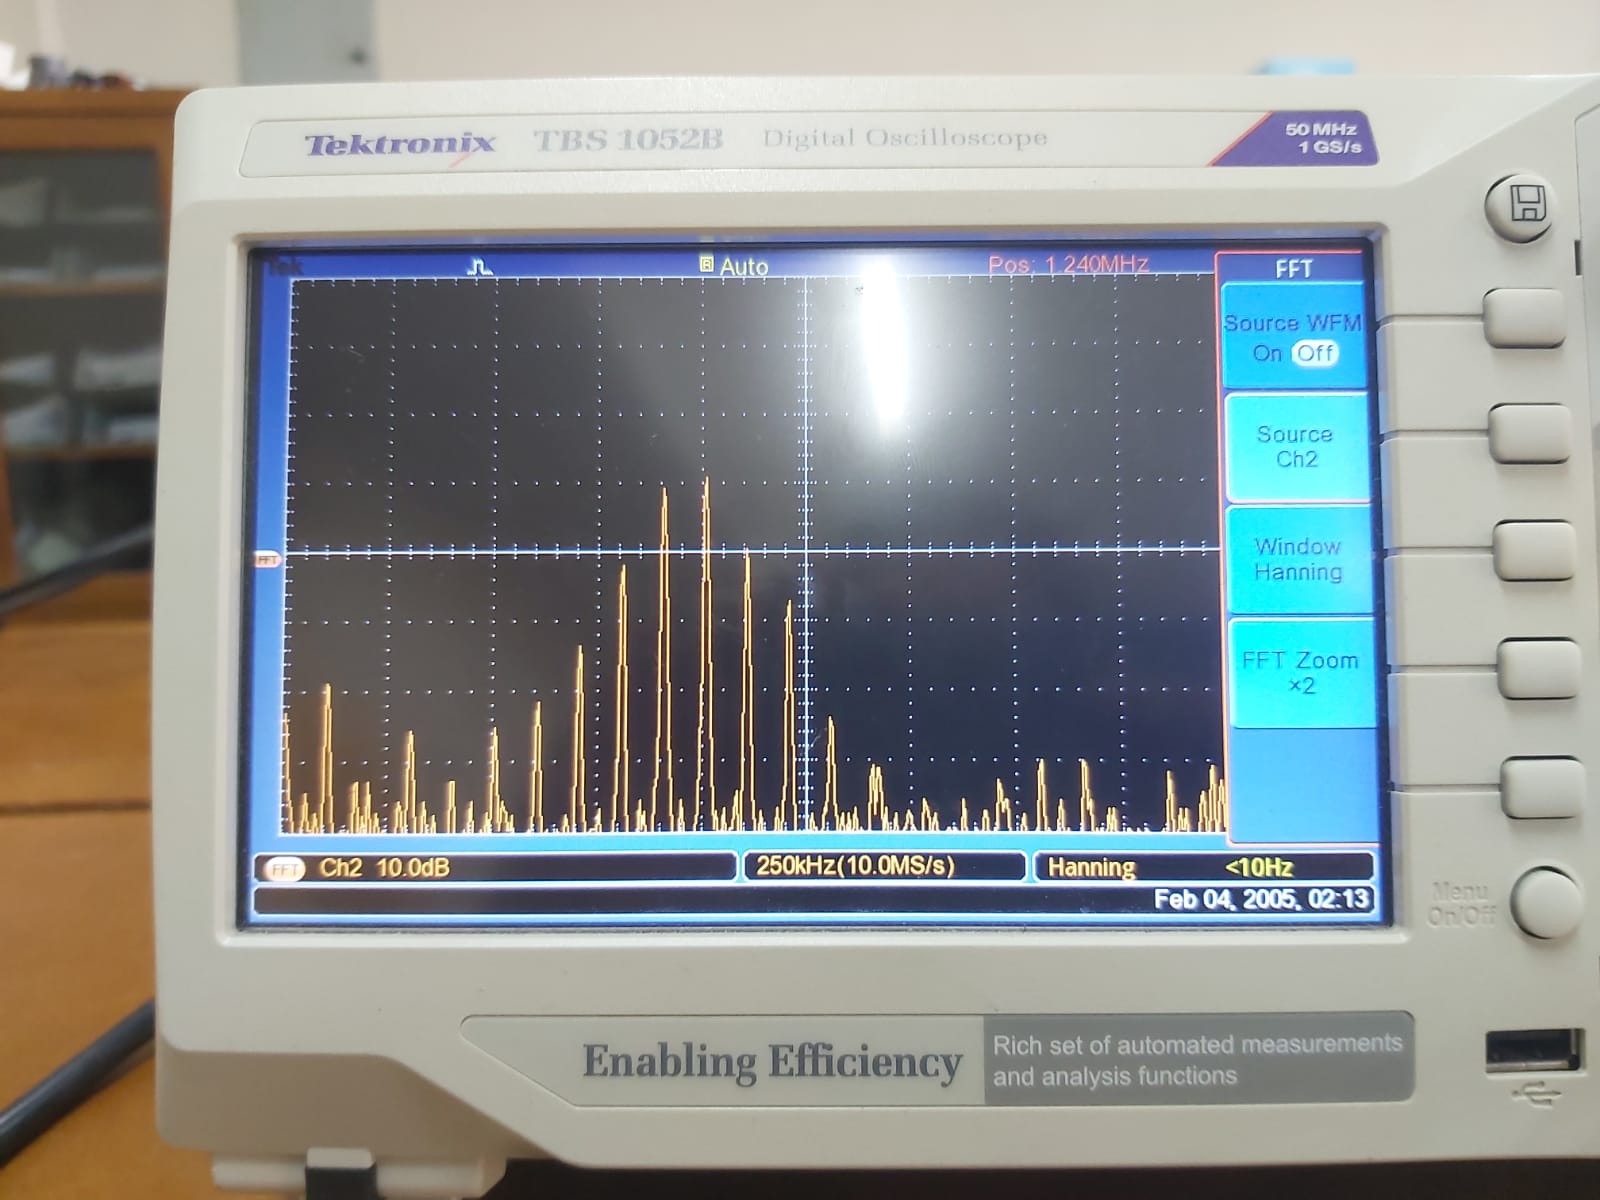 Tektronix TBS 1052B Digital Oscilloscope
50 MHz
1 GS/s
Tek Auto Pos: 1.240MHz
FFT
Source WFM
On Off
Source
Ch2
Window
Hanning
FFT Zoom
×2
FFT
FFT Ch2 10.0dB 250kHz(10.0MS/s) Hanning <10Hz
Feb 04, 2005, 02:13
Menu
On/Off
Enabling Efficiency
Rich set of automated measurements
and analysis functions